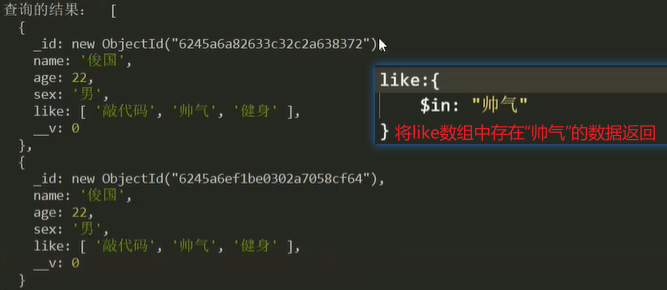 查询的结果： [
{
_id: new ObjectId("6245a6a82633c32c2a638372"),
name: '俊国',
age: 22,
sex: '男',
like: [ '敲代码', '帅气', '健身' ],
__v: 0
},
{
_id: new ObjectId("6245a6ef1be0302a7058cf64"),
name: '俊国',
age: 22,
sex: '男',
like: [ '敲代码', '帅气', '健身' ],
__v: 0
}
like:{
$in: "帅气"
} 将like数组中存在“帅气”的数据返回